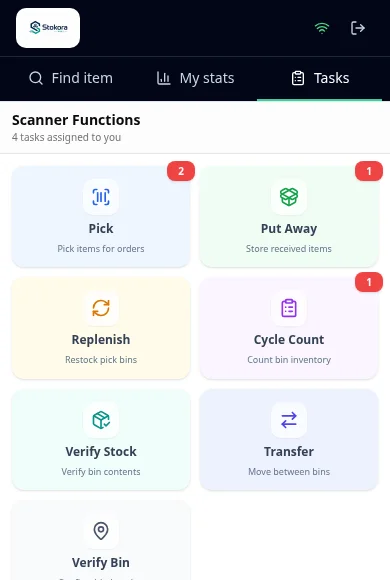 Stokora
Find item
My stats
Tasks
Scanner Functions
4 tasks assigned to you
2
1
Pick
Pick items for orders
Put Away
Store received items
1
Replenish
Restock pick bins
Cycle Count
Count bin inventory
Verify Stock
Verify bin contents
Transfer
Move between bins
Verify Bin